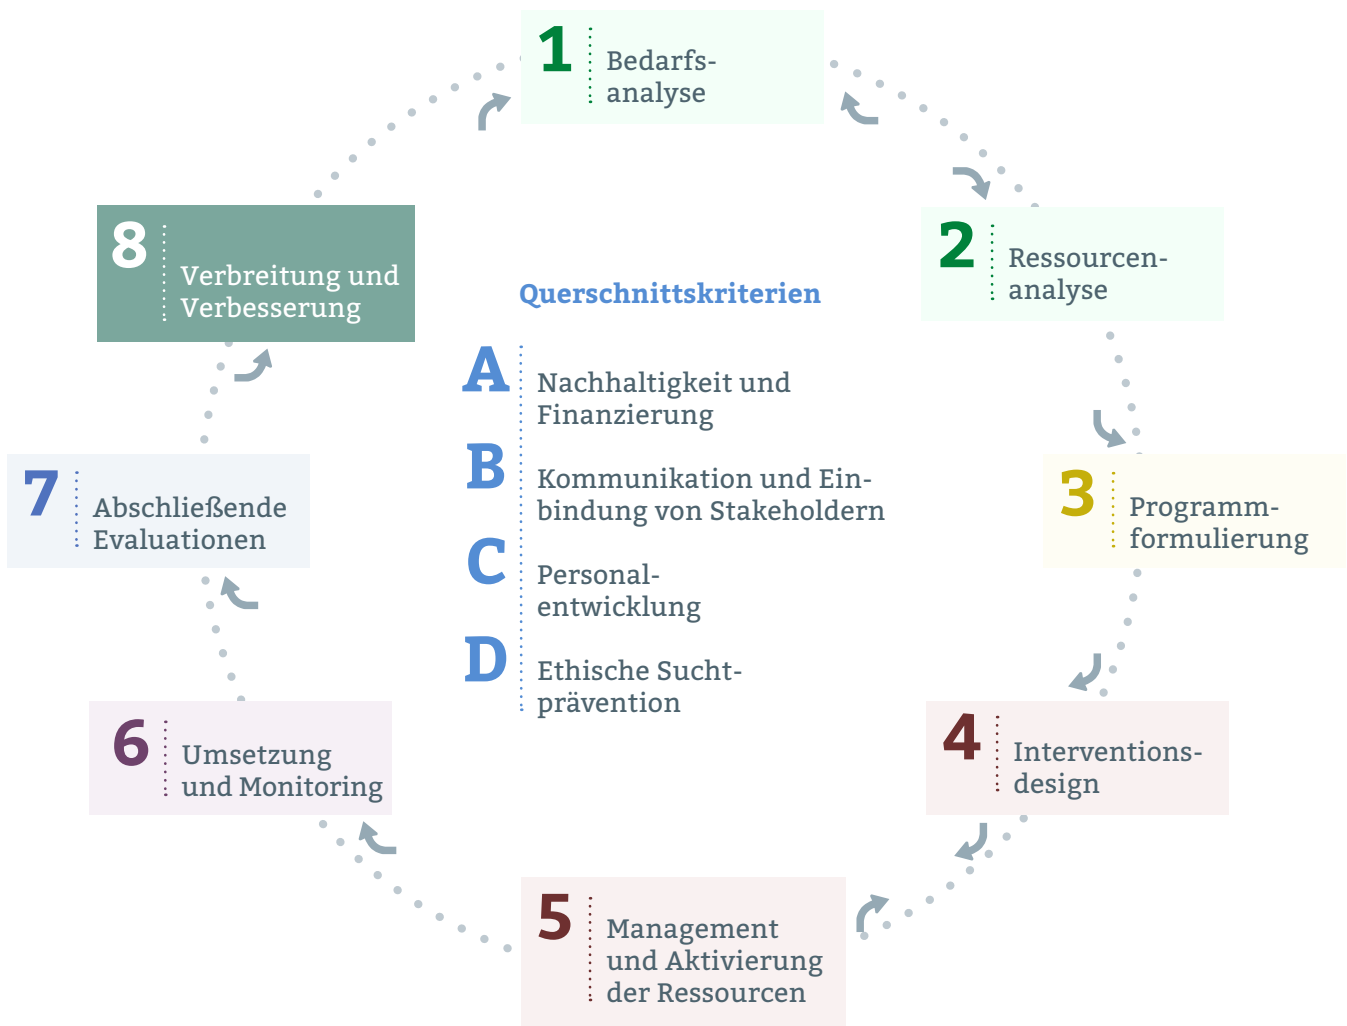 1
Bedarfs-
analyse
2
Ressourcen-
analyse
3
Programm-
formulierung
4
Interventions-
design
5
Management
und Aktivierung
der Ressourcen
6
Umsetzung
und Monitoring
7
Abschließende
Evaluationen
8
Verbreitung und
Verbesserung
Querschnittskriterien
A
Nachhaltigkeit und
Finanzierung
B
Kommunikation und Ein-
bindung von Stakeholdern
C
Personal-
entwicklung
D
Ethische Sucht-
prävention